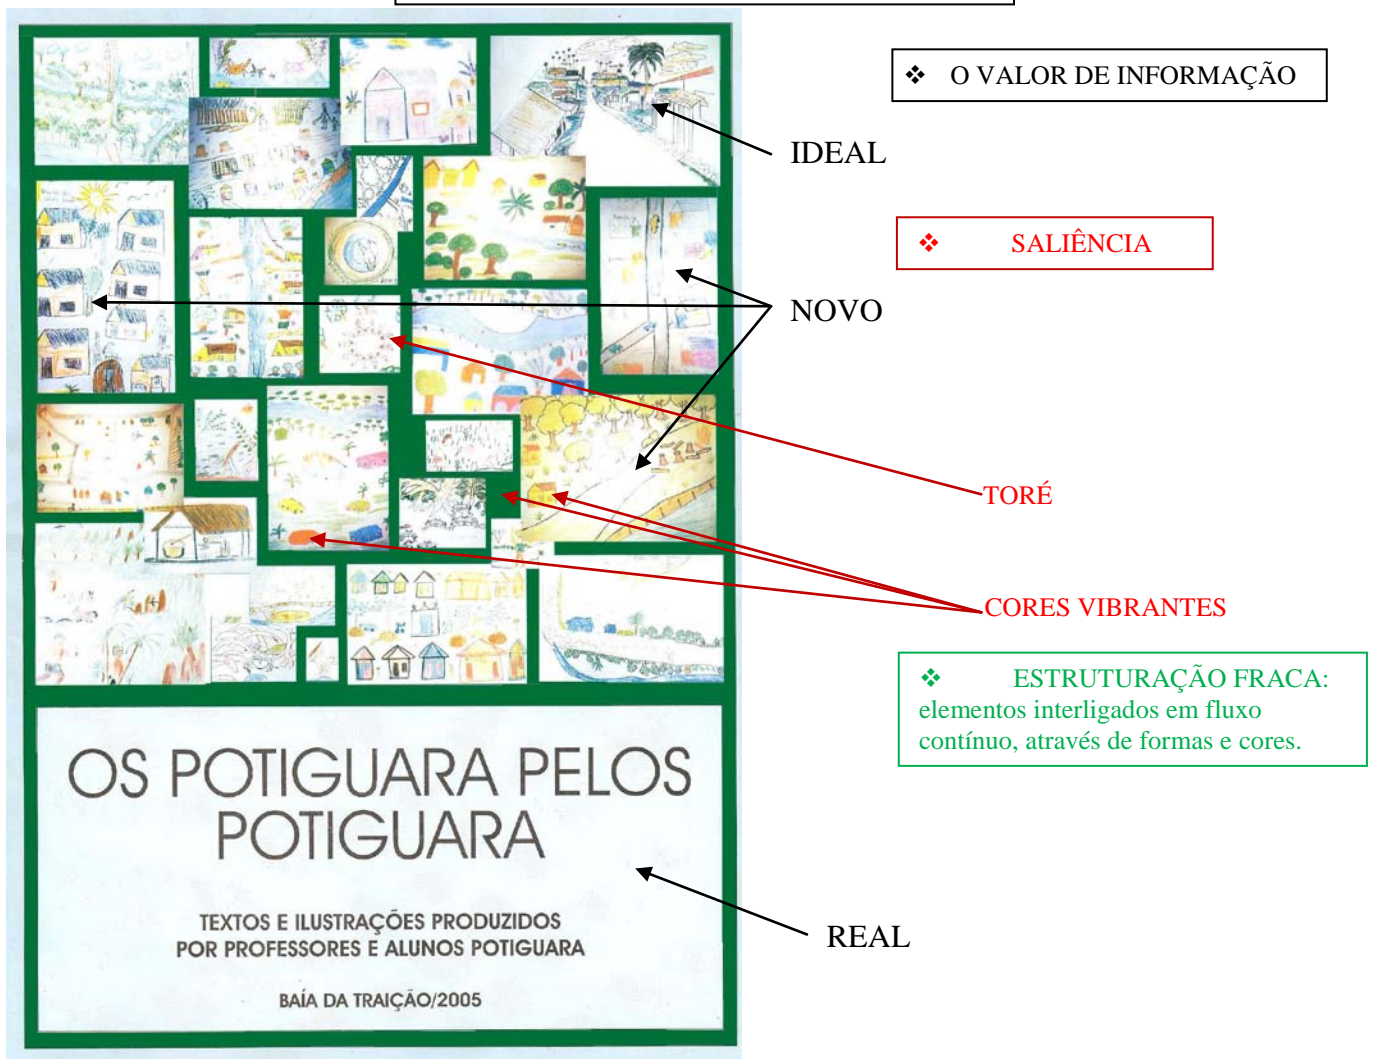 ❖ O VALOR DE INFORMAÇÃO
IDEAL
❖ SALIÊNCIA
NOVO
TORÉ
CORES VIBRANTES
❖ ESTRUTURAÇÃO FRACA:
elementos interligados em fluxo
contínuo, através de formas e cores.
OS POTIGUARA PELOS
POTIGUARA
TEXTOS E ILUSTRAÇÕES PRODUZIDOS
POR PROFESSORES E ALUNOS POTIGUARA
BAÍA DA TRAIÇÃO/2005
REAL